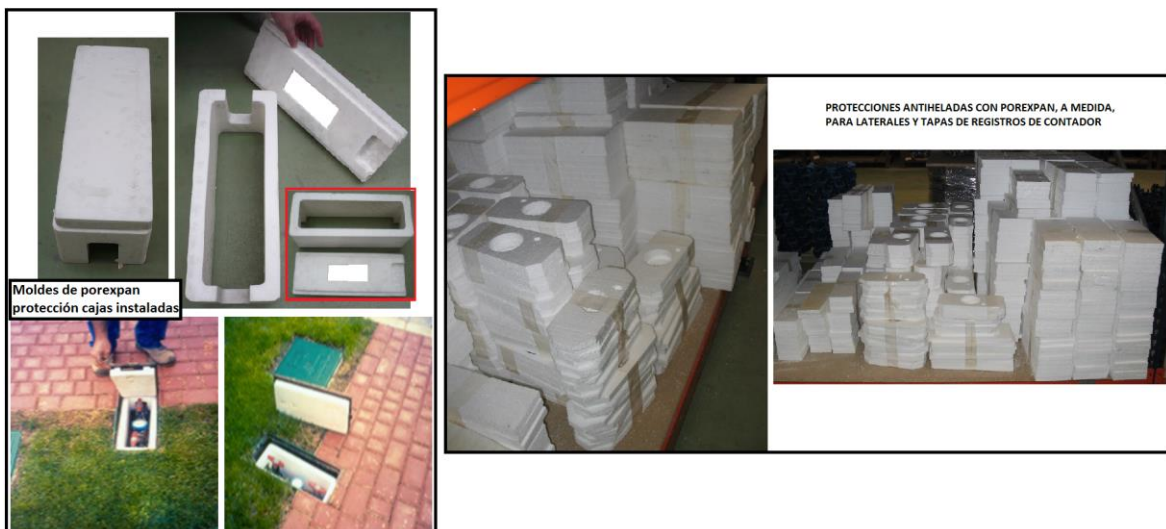 Moldes de porexpan
protección cajas instaladas
PROTECCIONES ANTIHELADAS CON POREXPAN, A MEDIDA,
PARA LATERALES Y TAPAS DE REGISTROS DE CONTADOR